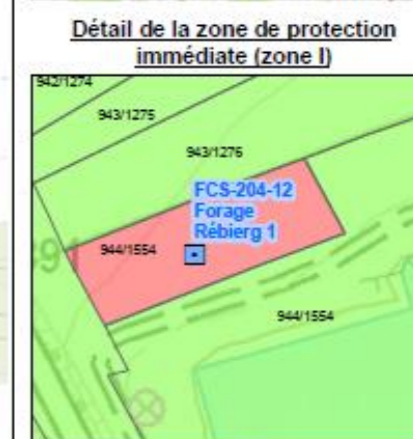 Détail de la zone de protection
immédiate (zone I)
942/1274
943/1275
943/1276
FCS-204-12
Forage
Rébierg 1
891
944/1554
944/1554